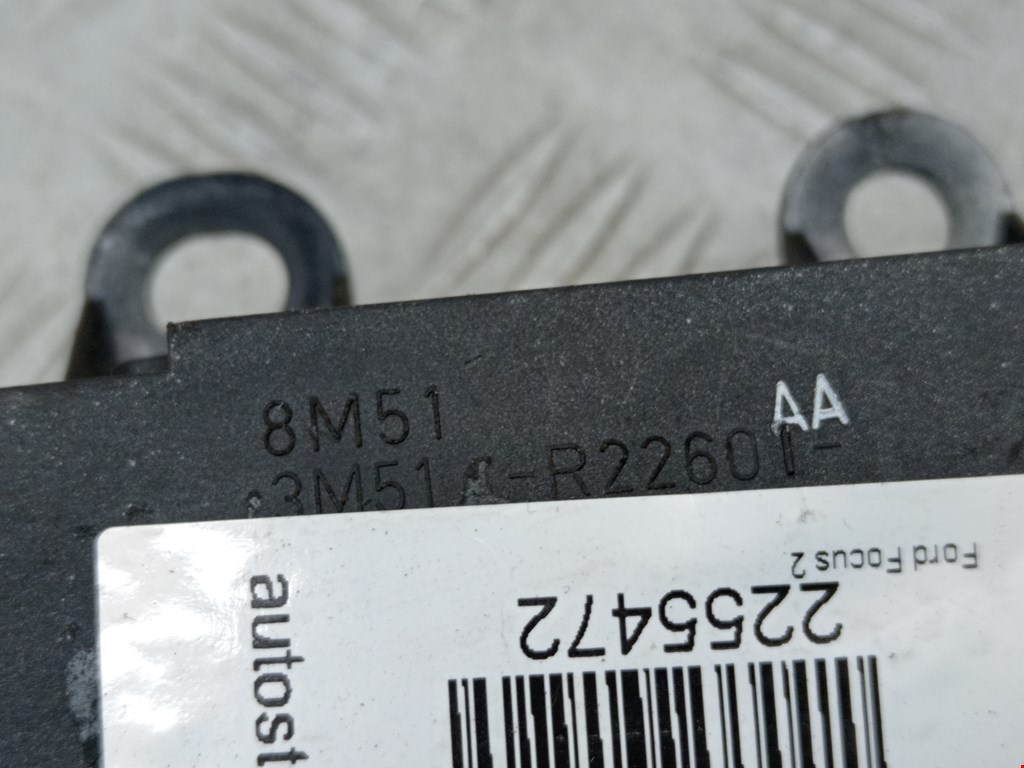 8M51
AA
3M51 -R22601-
Ford Focus 2
2255472
autost